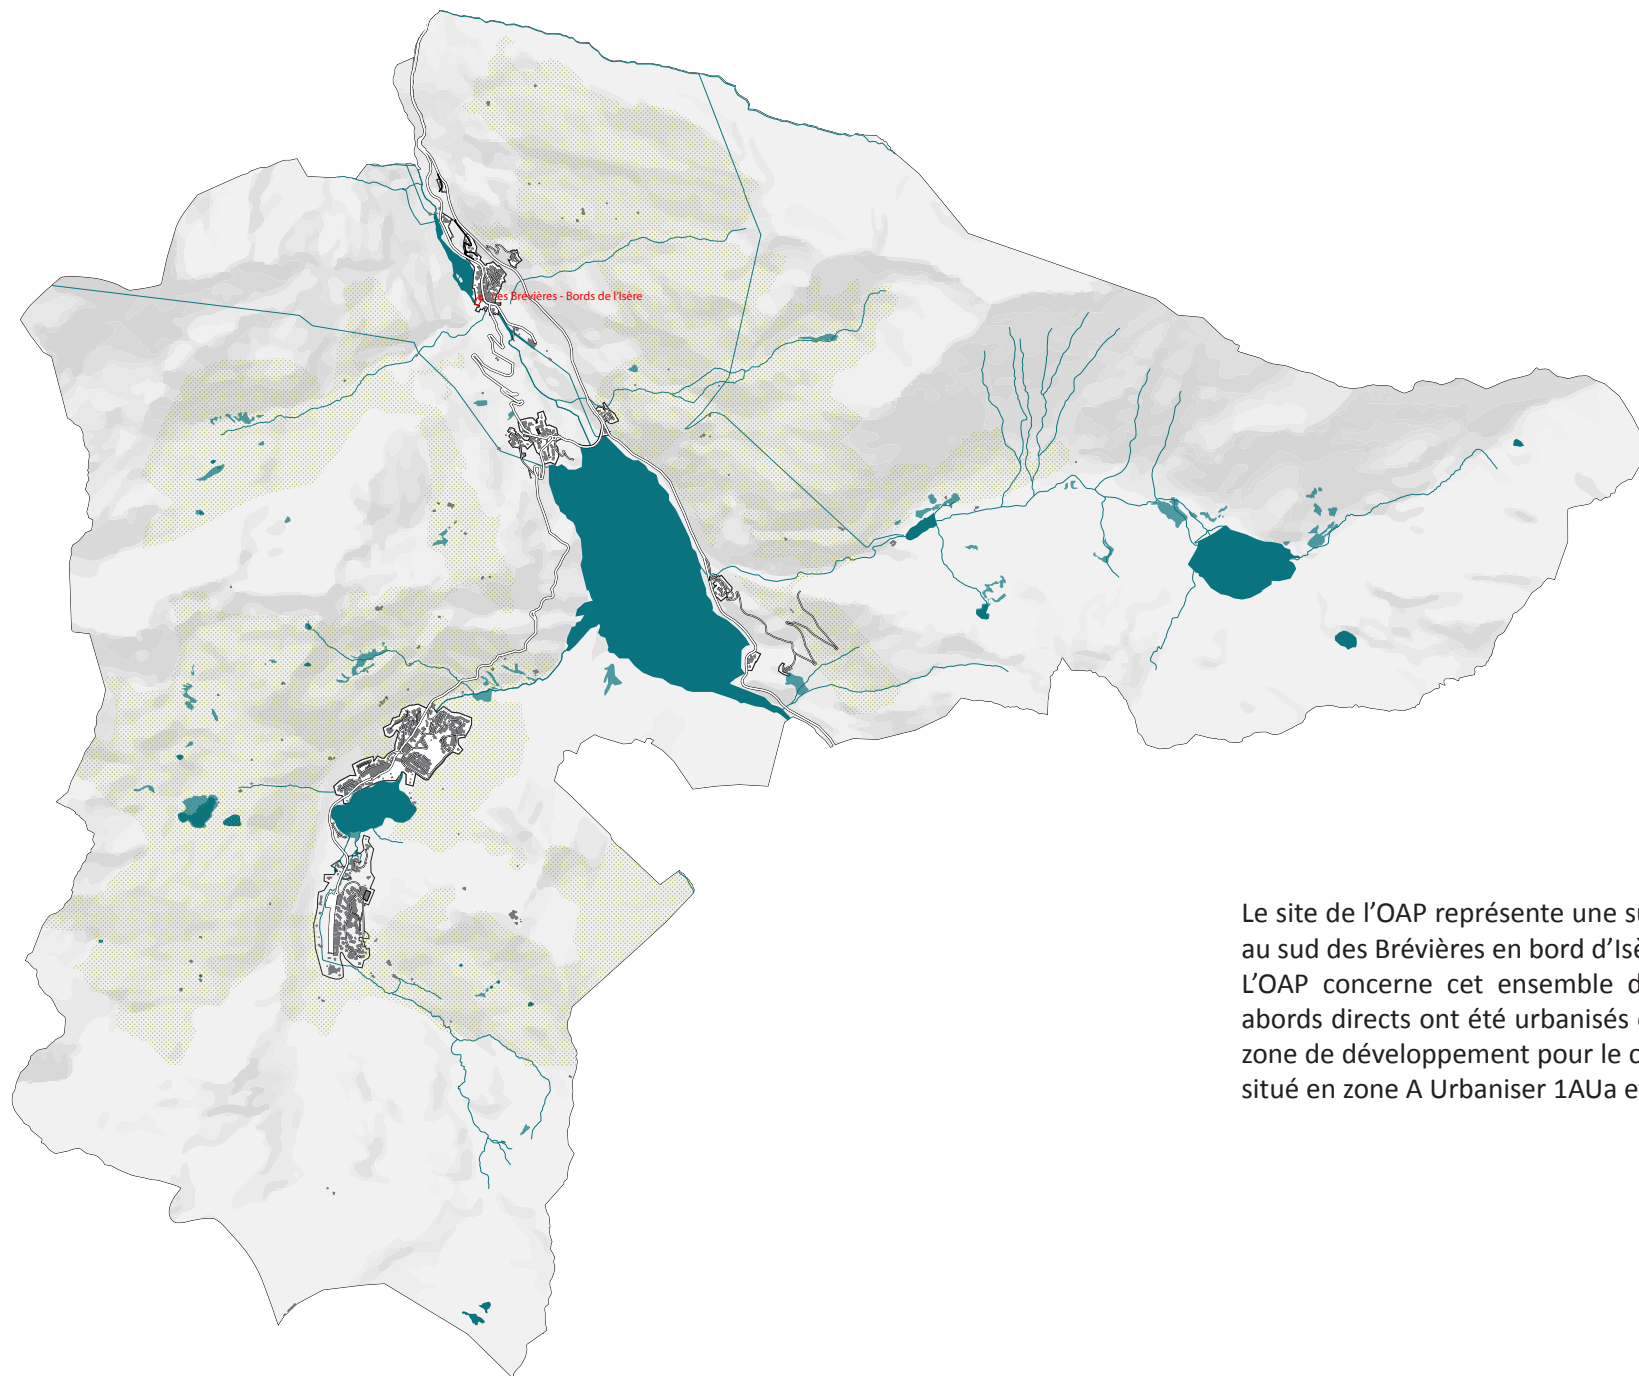 Les Brévières - Bords de l'Isère
Le site de l’OAP représente une
au sud des Brévières en bord
L’OAP concerne cet ensemble
abords directs ont été urbanisés
zone de développement pour le
situé en zone A Urbaniser 1AUa